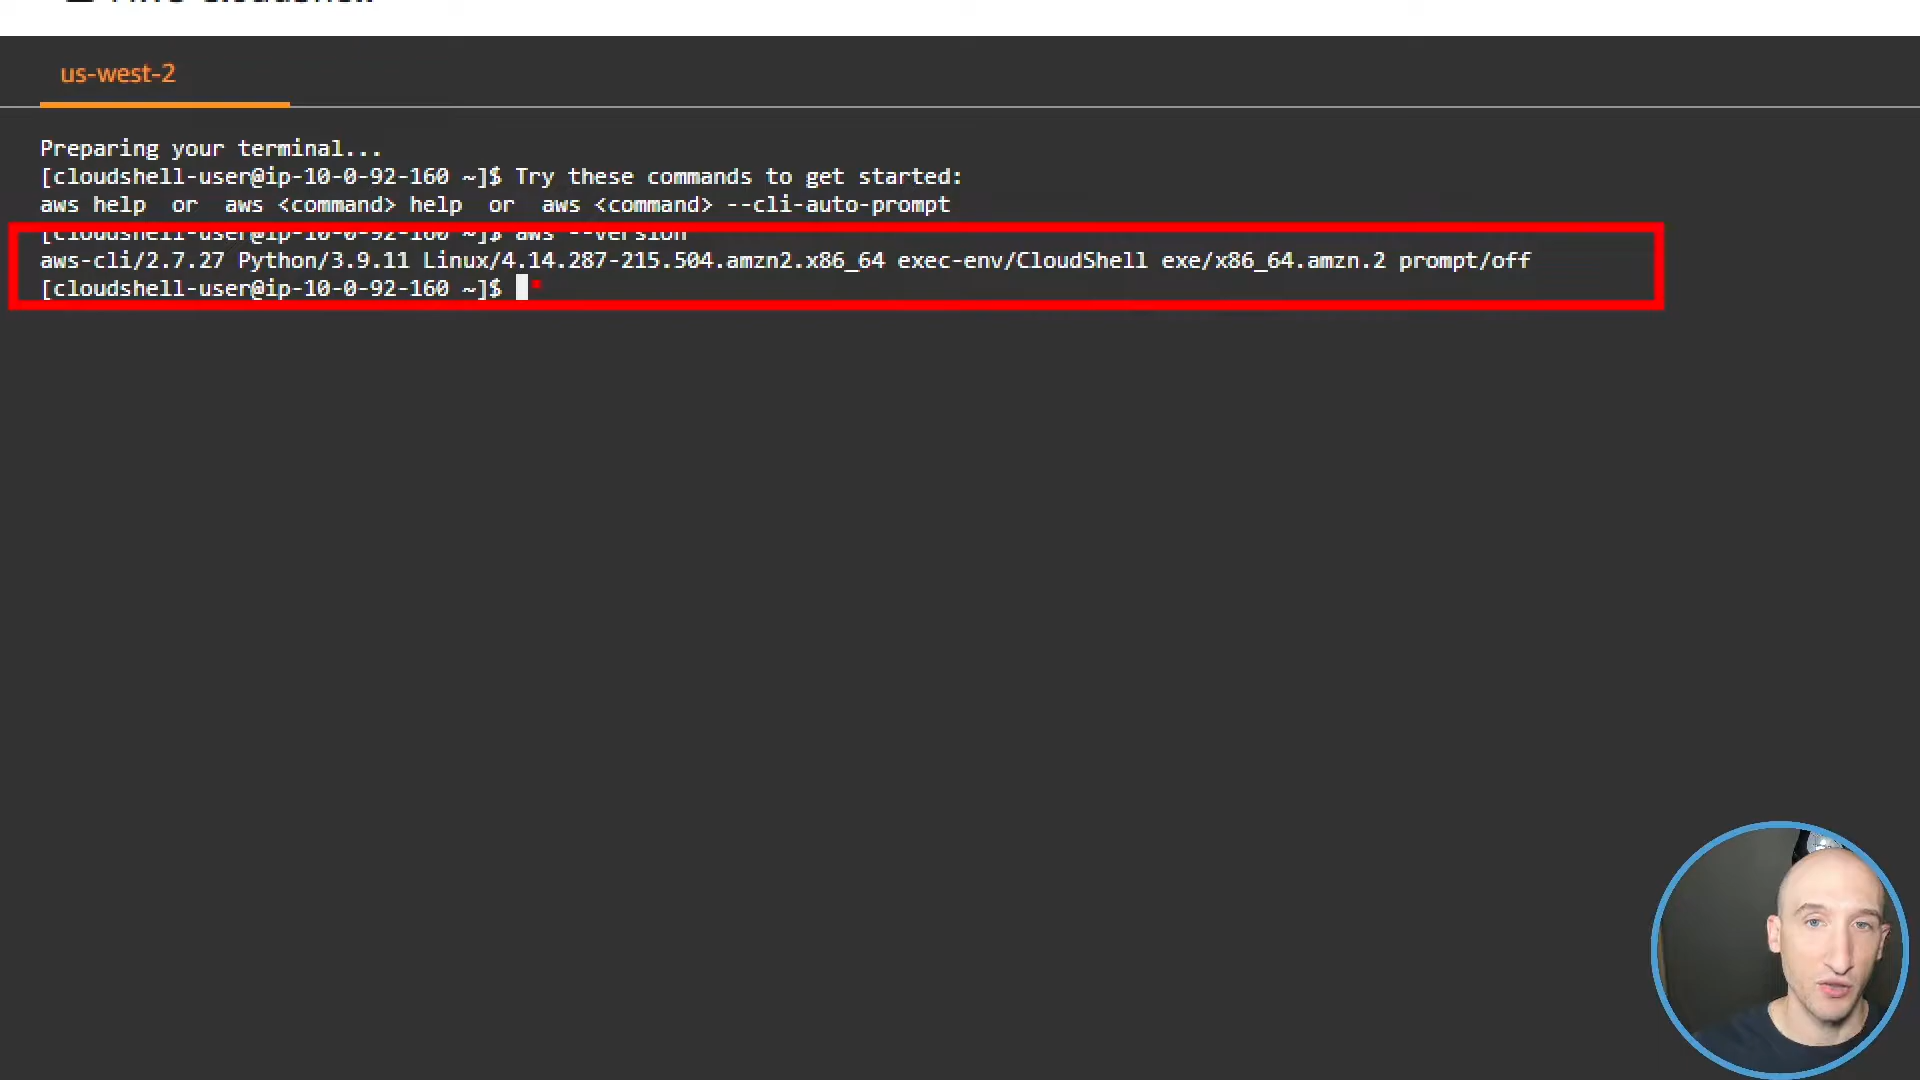 AWS CloudShell
us-west-2
Preparing your terminal...
[cloudshell-user@ip-10-0-92-160 ~]$ Try these commands to get started:
aws help  or  aws <command> help  or  aws <command> --cli-auto-prompt
[cloudshell-user@ip-10-0-92-160 ~]$ aws --version
aws-cli/2.7.27 Python/3.9.11 Linux/4.14.287-215.504.amzn2.x86_64 exec-env/CloudShell exe/x86_64.amzn.2 prompt/off
[cloudshell-user@ip-10-0-92-160 ~]$